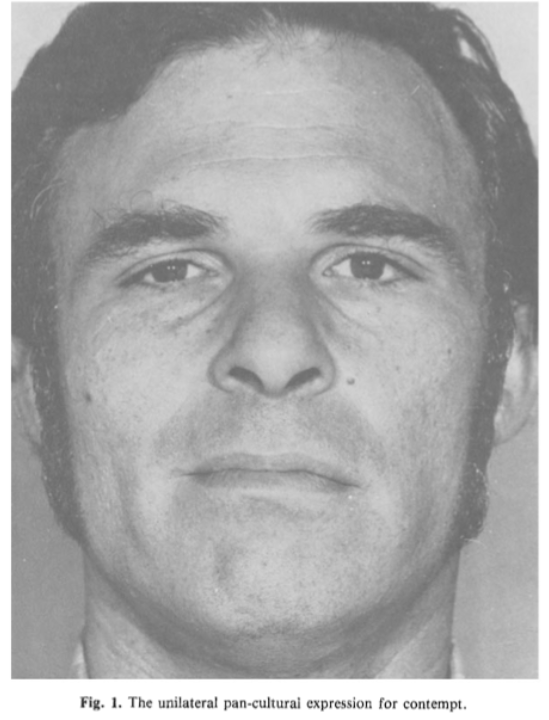 Fig. 1. The unilateral pan-cultural expression for contempt.